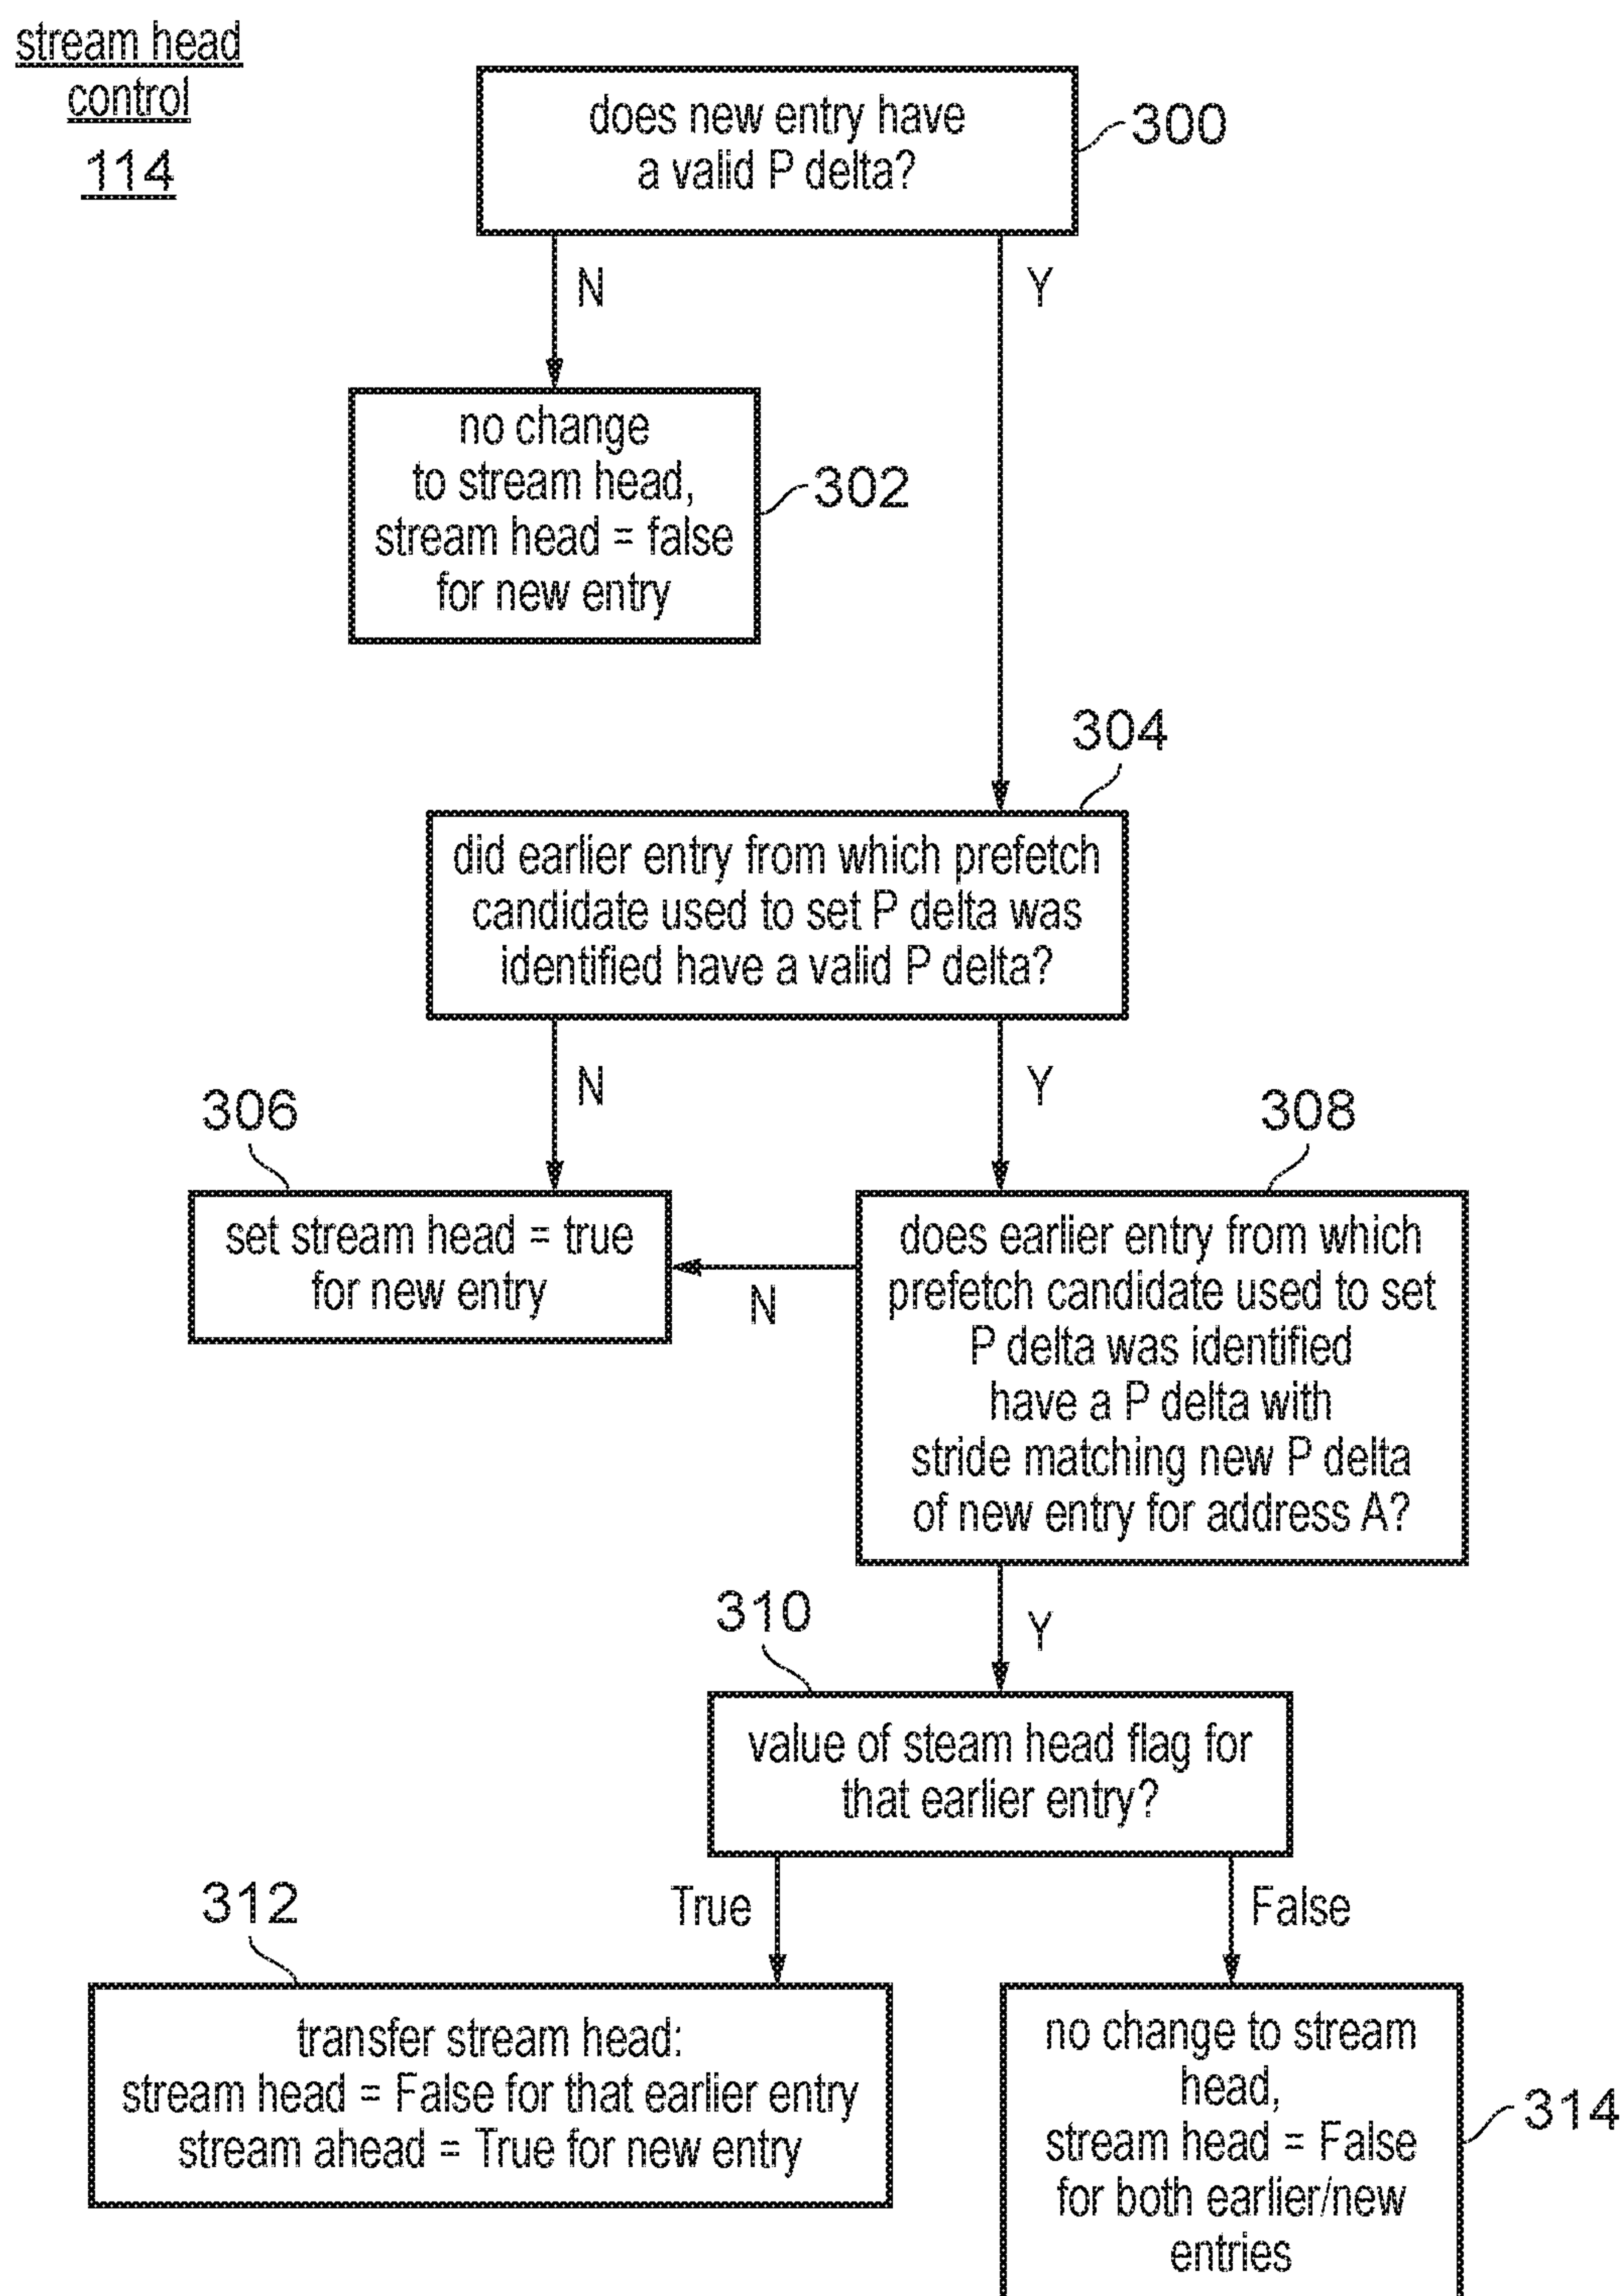 stream head
control
114
does new entry have
a valid P delta?
300
N
Y
no change
to stream head,
stream head = false
for new entry
302
304
did earlier entry from which prefetch
candidate used to set P delta was
identified have a valid P delta?
N
Y
306
308
set stream head = true
for new entry
N
does earlier entry from which
prefetch candidate used to set
P delta was identified
have a P delta with
stride matching new P delta
of new entry for address A?
310
Y
value of steam head flag for
that earlier entry?
312
True
False
transfer stream head:
stream head = False for that earlier entry
stream ahead = True for new entry
no change to stream
head,
stream head = False
for both earlier/new
entries
314